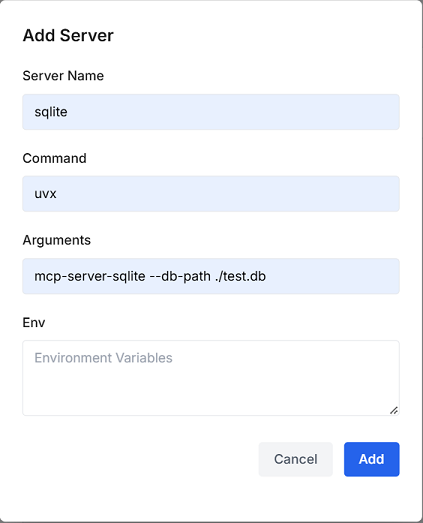 Add Server
Server Name
sqlite
Command
uvx
Arguments
mcp-server-sqlite --db-path ./test.db
Env
Environment Variables
Cancel
Add